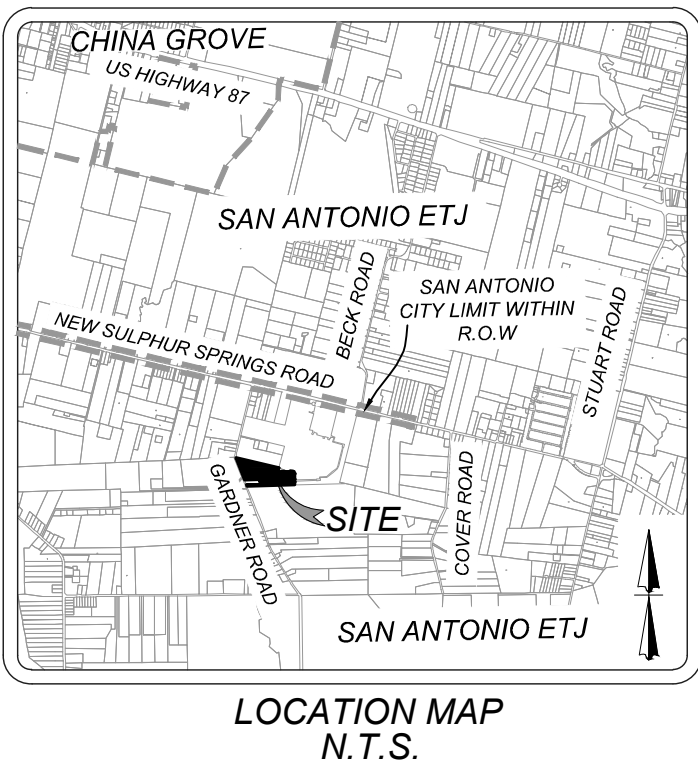 CHINA GROVE
US HIGHWAY 87
SAN ANTONIO ETJ
BECK ROAD
SAN ANTONIO
CITY LIMIT WITHIN
R.O.W
STUART ROAD
NEW SULPHUR SPRINGS ROAD
GARDNER ROAD
SITE
COVER ROAD
SAN ANTONIO ETJ
LOCATION MAP
N.T.S.